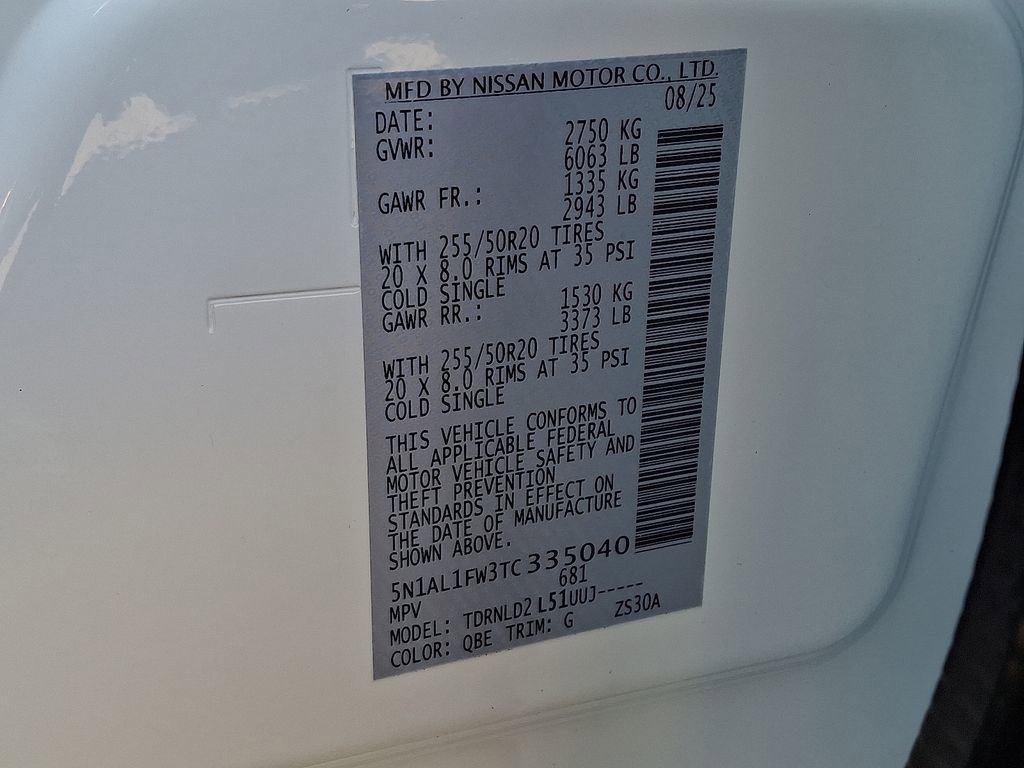 MFD BY NISSAN MOTOR CO., LTD.
DATE: 08/25
GVWR: 2750 KG
6063 LB
GAWR FR.: 1335 KG
2943 LB
WITH 255/50R20 TIRES
20 X 8.0 RIMS AT 35 PSI
COLD SINGLE
GAWR RR.: 1530 KG
3373 LB
WITH 255/50R20 TIRES
20 X 8.0 RIMS AT 35 PSI
COLD SINGLE
THIS VEHICLE CONFORMS TO
ALL APPLICABLE FEDERAL
MOTOR VEHICLE SAFETY AND
THEFT PREVENTION
STANDARDS IN EFFECT ON
THE DATE OF MANUFACTURE
SHOWN ABOVE.
5N1AL1FW3TC335040
MPV 681
MODEL: TDRNLD2L51UUJ-----
COLOR: QBE TRIM: G ZS30A